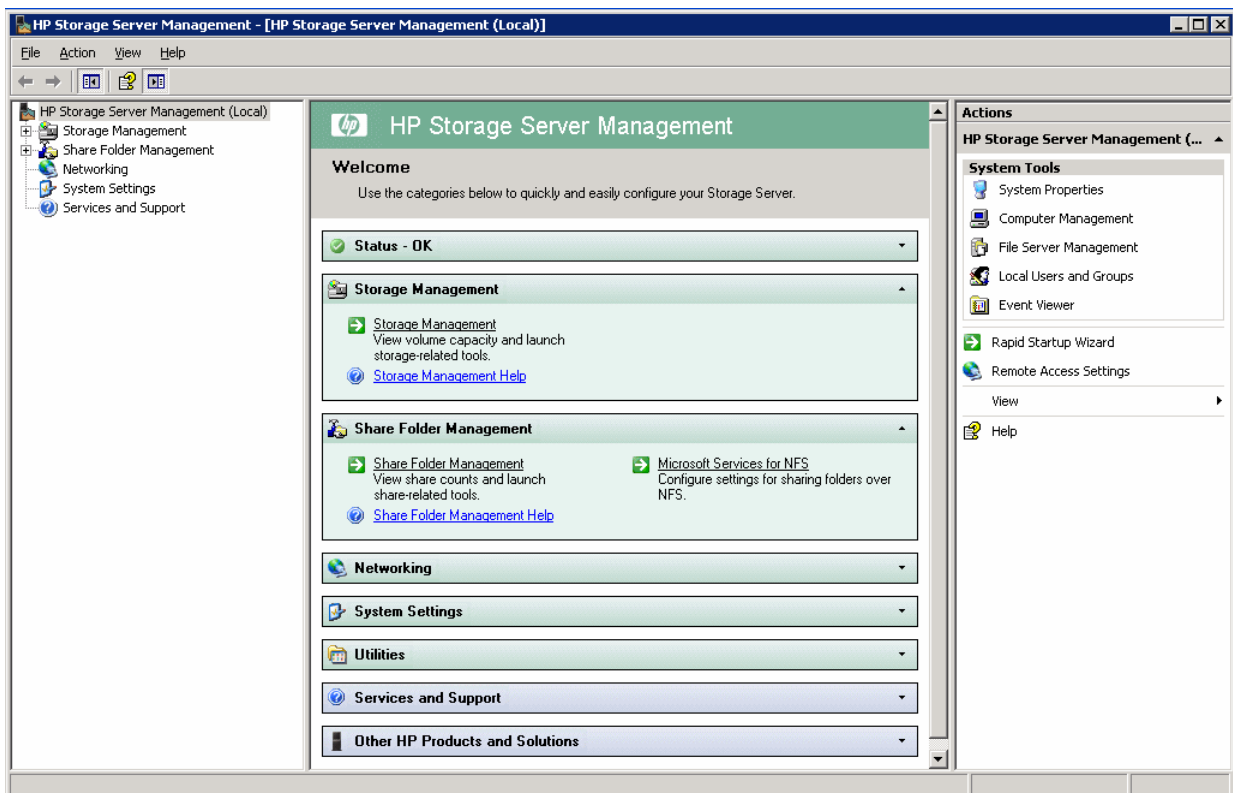 HP Storage Server Management - [HP Storage Server Management (Local)]
File Action View Help
HP Storage Server Management (Local)
Storage Management
Share Folder Management
Networking
System Settings
Services and Support
hp HP Storage Server Management
Welcome
Use the categories below to quickly and easily configure your Storage Server.
Status - OK
Storage Management
Storage Management
View volume capacity and launch
storage-related tools.
Storage Management Help
Share Folder Management
Share Folder Management
View share counts and launch
share-related tools.
Share Folder Management Help
Microsoft Services for NFS
Configure settings for sharing folders over
NFS.
Networking
System Settings
Utilities
Services and Support
Other HP Products and Solutions
Actions
HP Storage Server Management (...
System Tools
System Properties
Computer Management
File Server Management
Local Users and Groups
Event Viewer
Rapid Startup Wizard
Remote Access Settings
View
Help